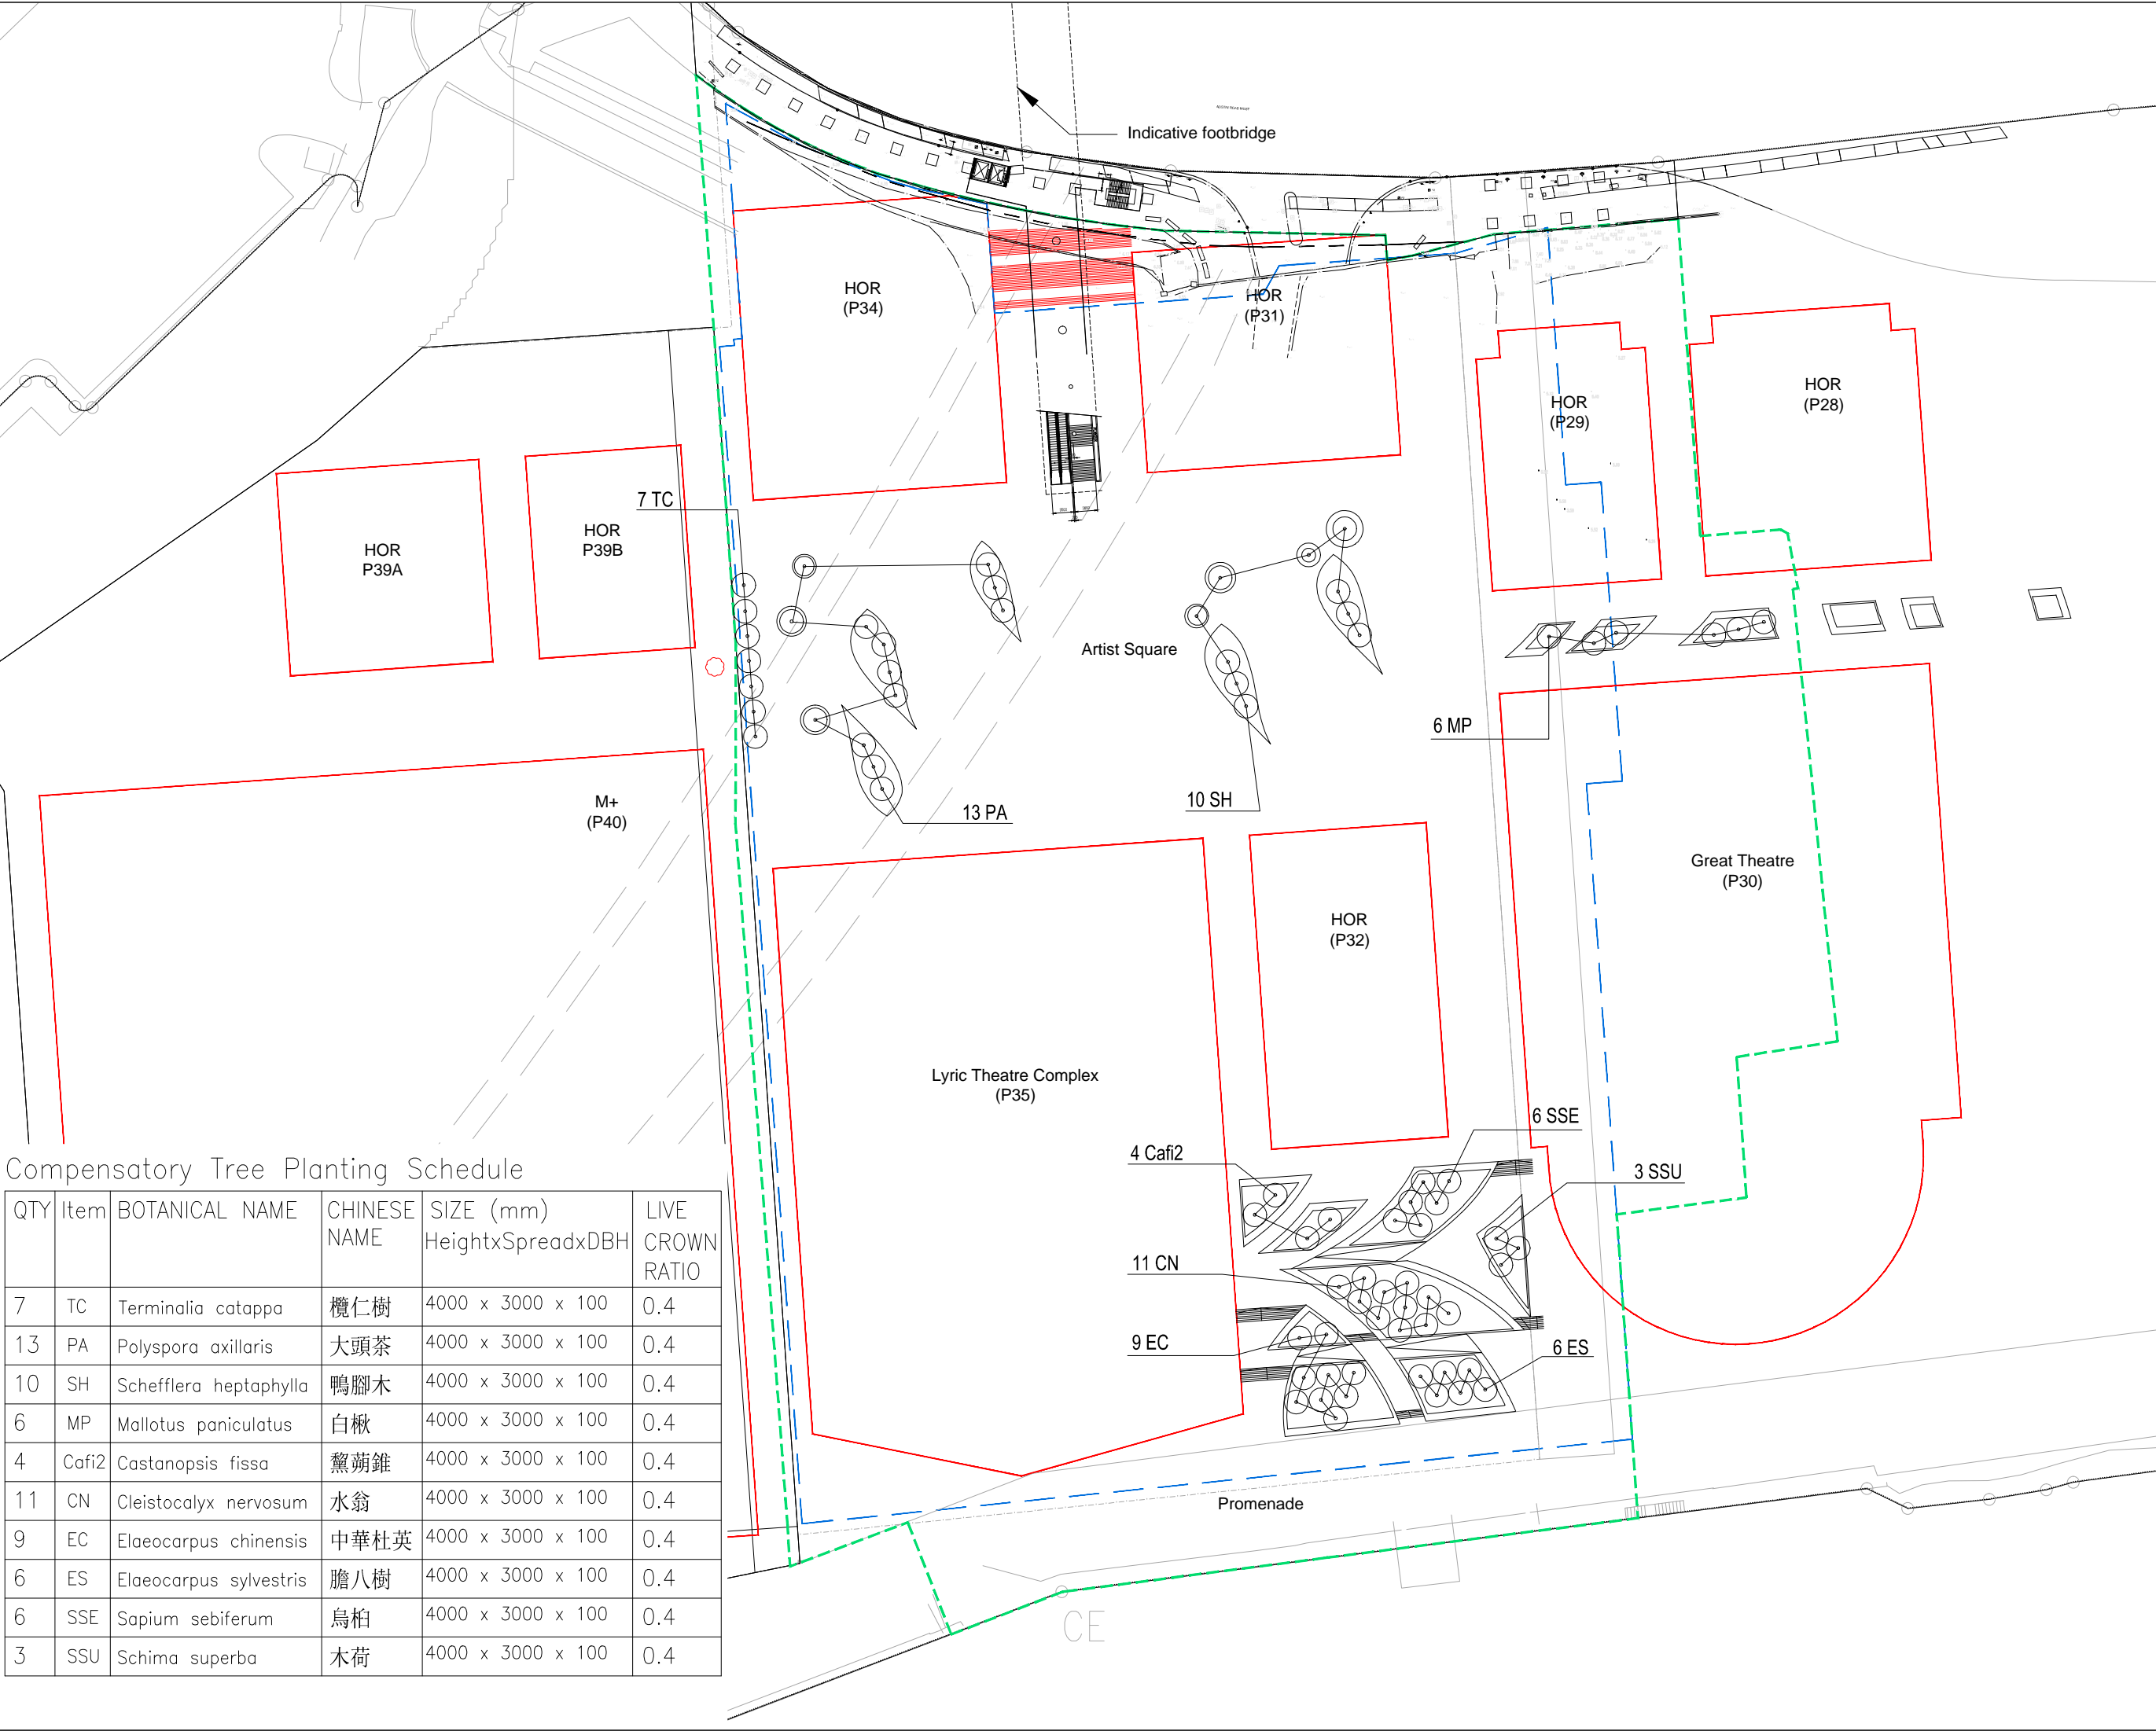 Indicative footbridge
HOR
(P34)
HOR
(P31)
HOR
(P29)
HOR
(P28)
HOR
P39A
HOR
P39B
7 TC
Artist Square
6 MP
10 SH
13 PA
M+
(P40)
Great Theatre
(P30)
HOR
(P32)
Lyric Theatre Complex
(P35)
6 SSE
4 Cafi2
3 SSU
11 CN
9 EC
6 ES
Promenade
CE
Compensatory Tree Planting Schedule
QTY Item BOTANICAL NAME CHINESE NAME SIZE (mm) HeightxSpreadxDBH LIVE CROWN RATIO
7 TC Terminalia catappa 欖仁樹 4000 x 3000 x 100 0.4
13 PA Polyspora axillaris 大頭茶 4000 x 3000 x 100 0.4
10 SH Schefflera heptaphylla 鴨腳木 4000 x 3000 x 100 0.4
6 MP Mallotus paniculatus 白楸 4000 x 3000 x 100 0.4
4 Cafi2 Castanopsis fissa 黧蒴錐 4000 x 3000 x 100 0.4
11 CN Cleistocalyx nervosum 水翁 4000 x 3000 x 100 0.4
9 EC Elaeocarpus chinensis 中華杜英 4000 x 3000 x 100 0.4
6 ES Elaeocarpus sylvestris 膽八樹 4000 x 3000 x 100 0.4
6 SSE Sapium sebiferum 烏桕 4000 x 3000 x 100 0.4
3 SSU Schima superba 木荷 4000 x 3000 x 100 0.4